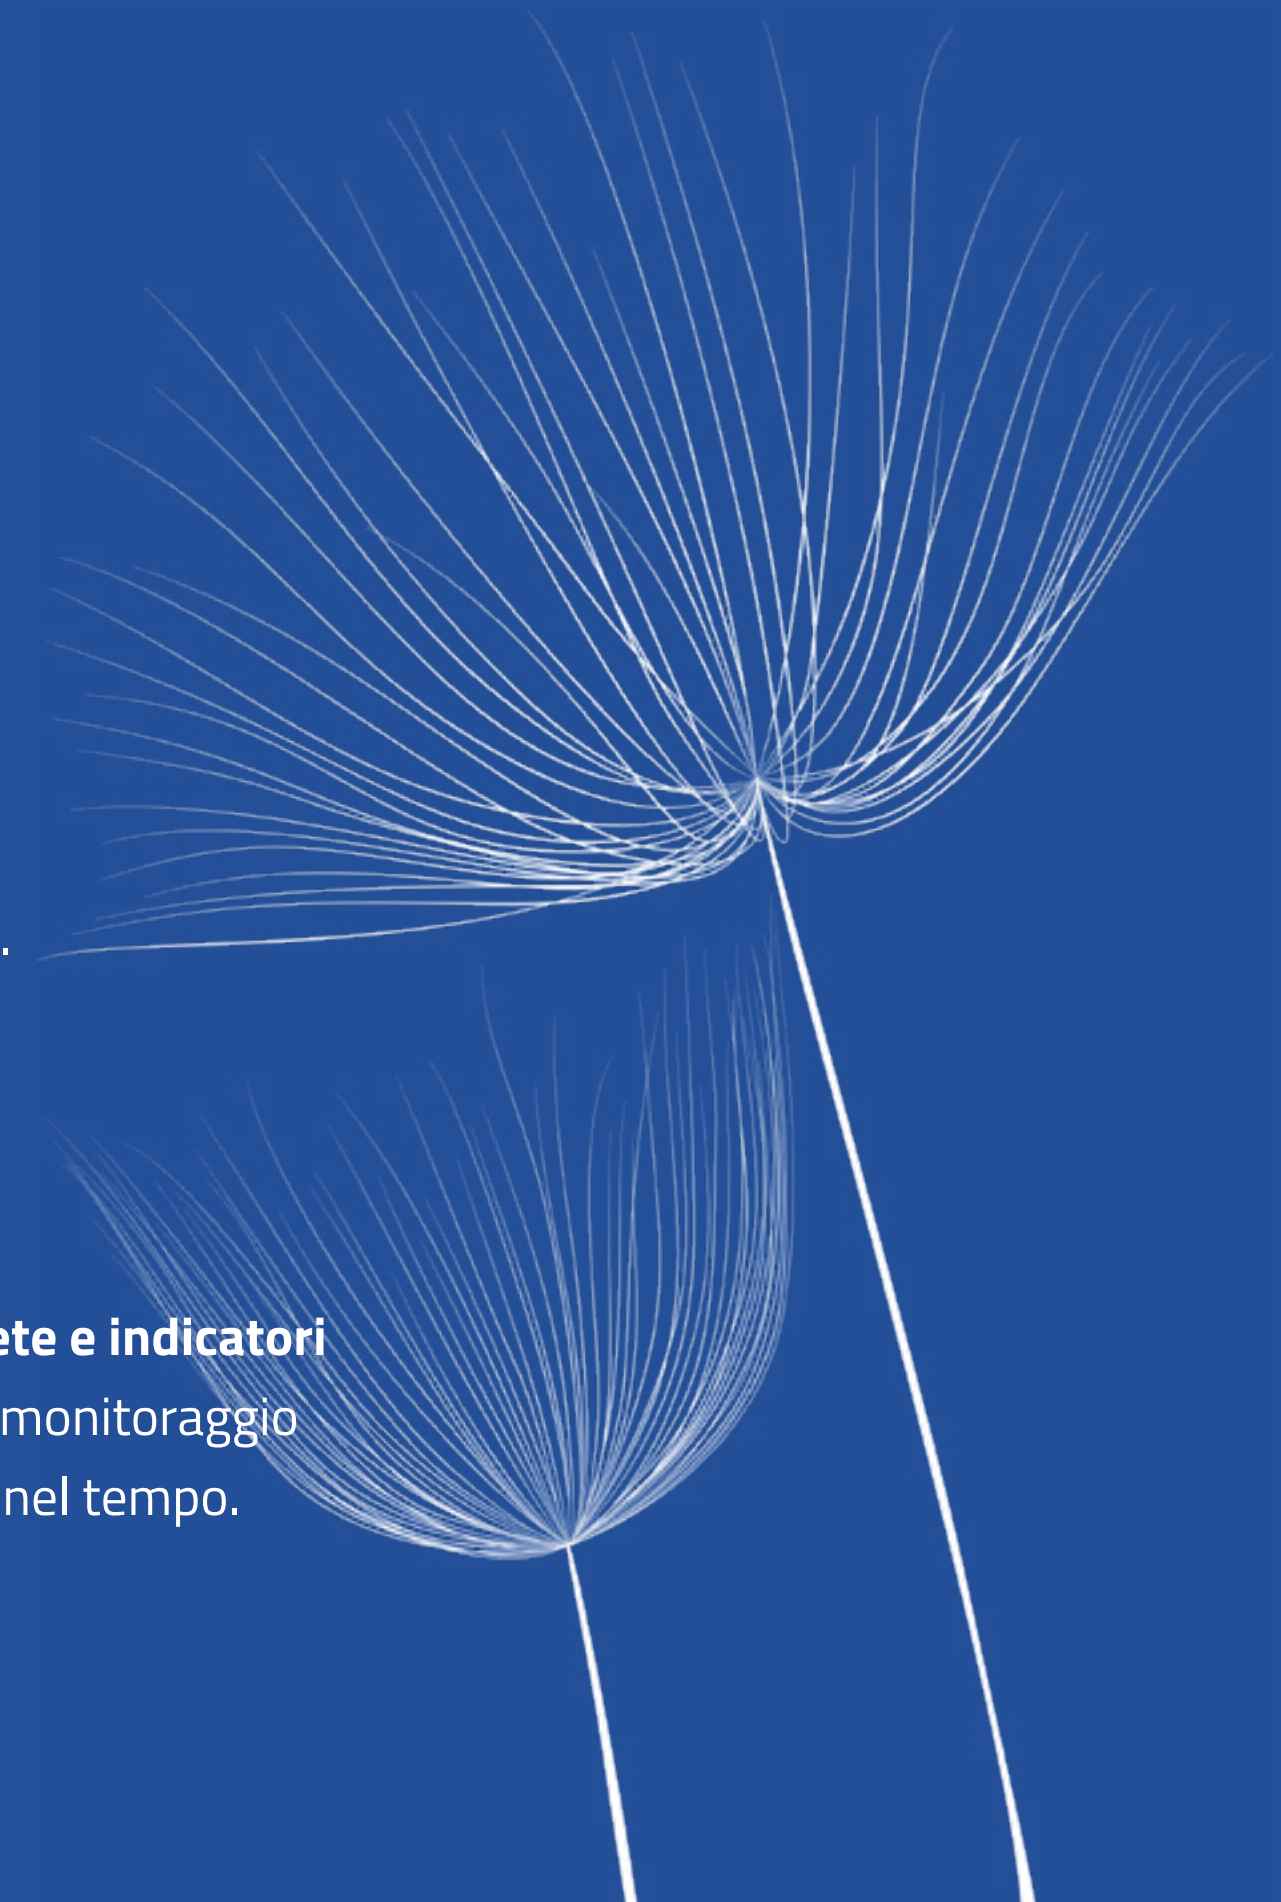 .
ete e indicatori
monitoraggio
nel tempo.